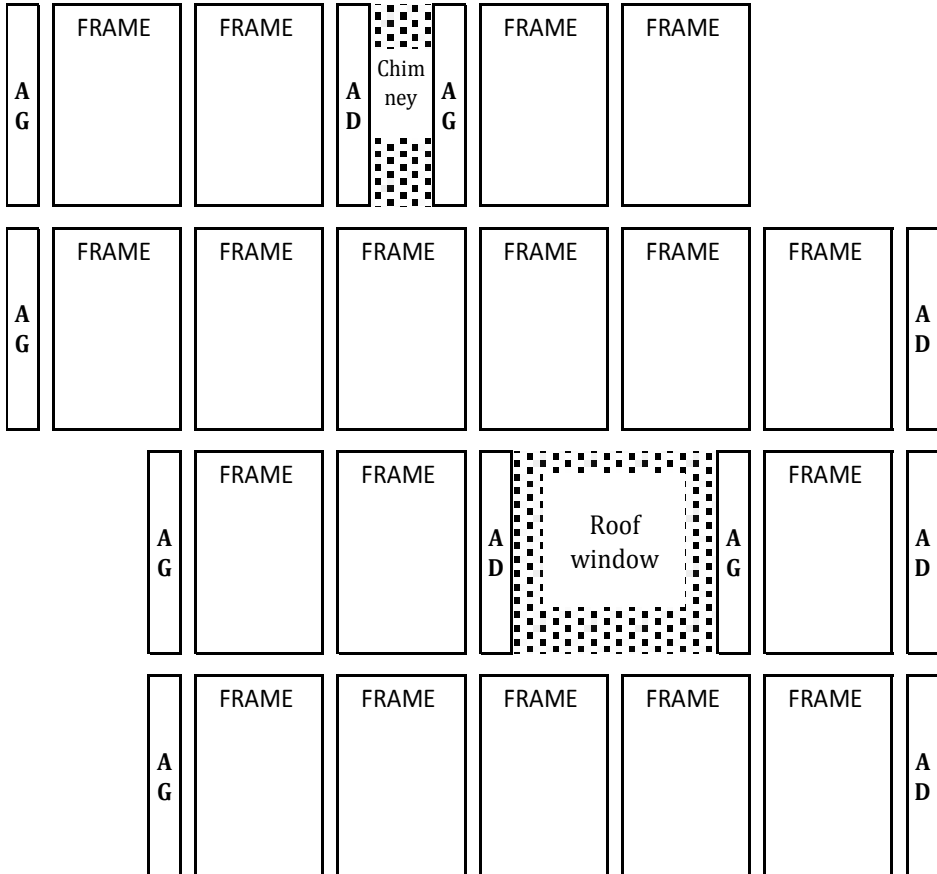 FRAME FRAME FRAME FRAME
A G A D Chim ney A G
FRAME FRAME FRAME FRAME FRAME FRAME
A G A D
FRAME FRAME FRAME
A G A D Roof window A G A D
FRAME FRAME FRAME FRAME FRAME
A G A D